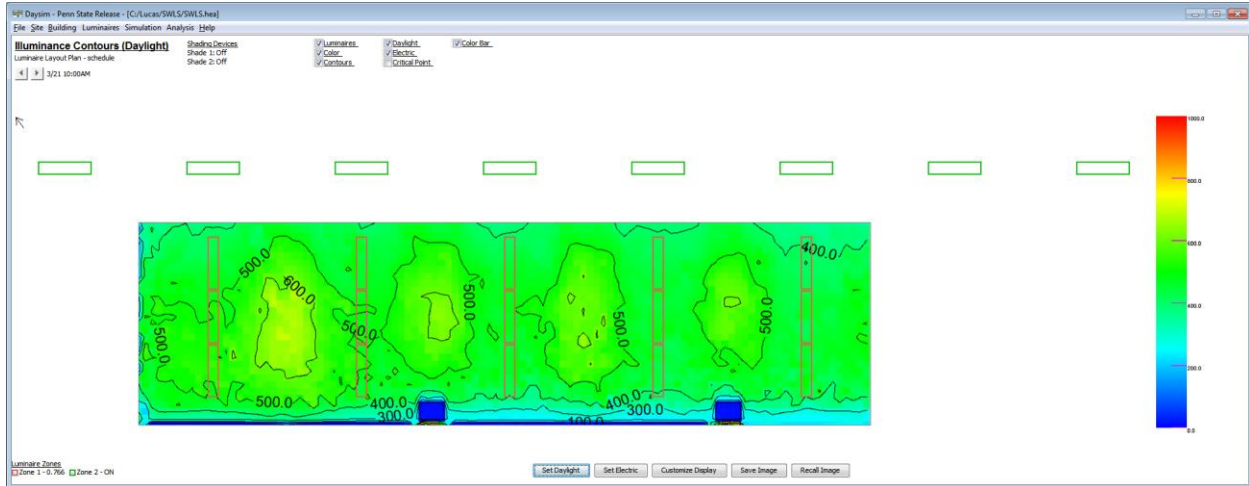 Daysim - Penn State Release - [C:/Lucas/SWLS/SWLS.hea]
File Site Building Luminaires Simulation Analysis Help
Illuminance Contours (Daylight)
Luminaire Layout Plan - schedule
3/21 10:00AM
Shading Devices
Shade 1: Off
Shade 2: Off
Luminaires Daylight Color Bar
Color Electric
Contours Critical Point
1000.0
800.0
600.0
400.0
200.0
0.0
400.0
500.0
600.0
500.0
500.0
500.0
500.0
500.0
500.0
400.0
300.0
400.0
300.0
100.0
Luminaire Zones
Zone 1 - 0.766 Zone 2 - ON
Set Daylight Set Electric Customize Display Save Image Recall Image